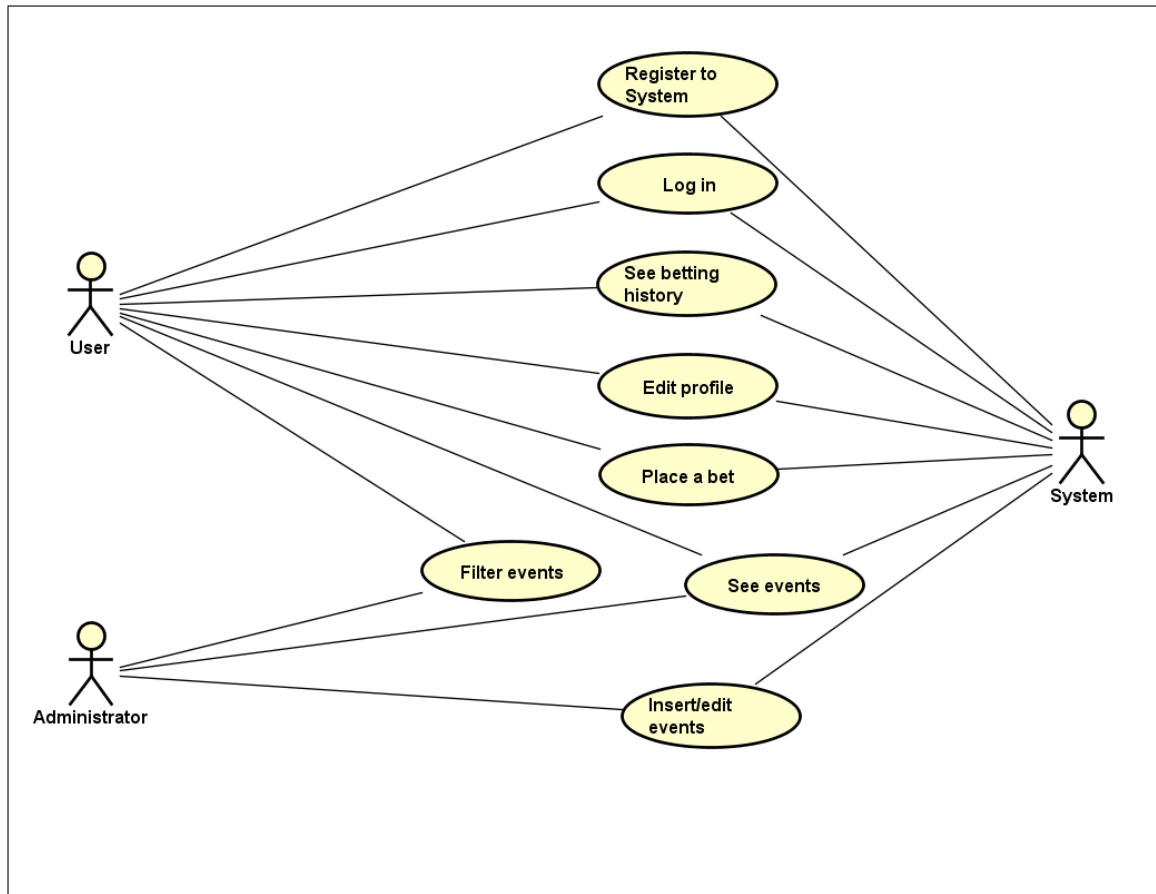 Register to
System
Log in
See betting
history
User
Edit profile
Place a bet
System
Filter events
See events
Administrator
Insert/edit
events